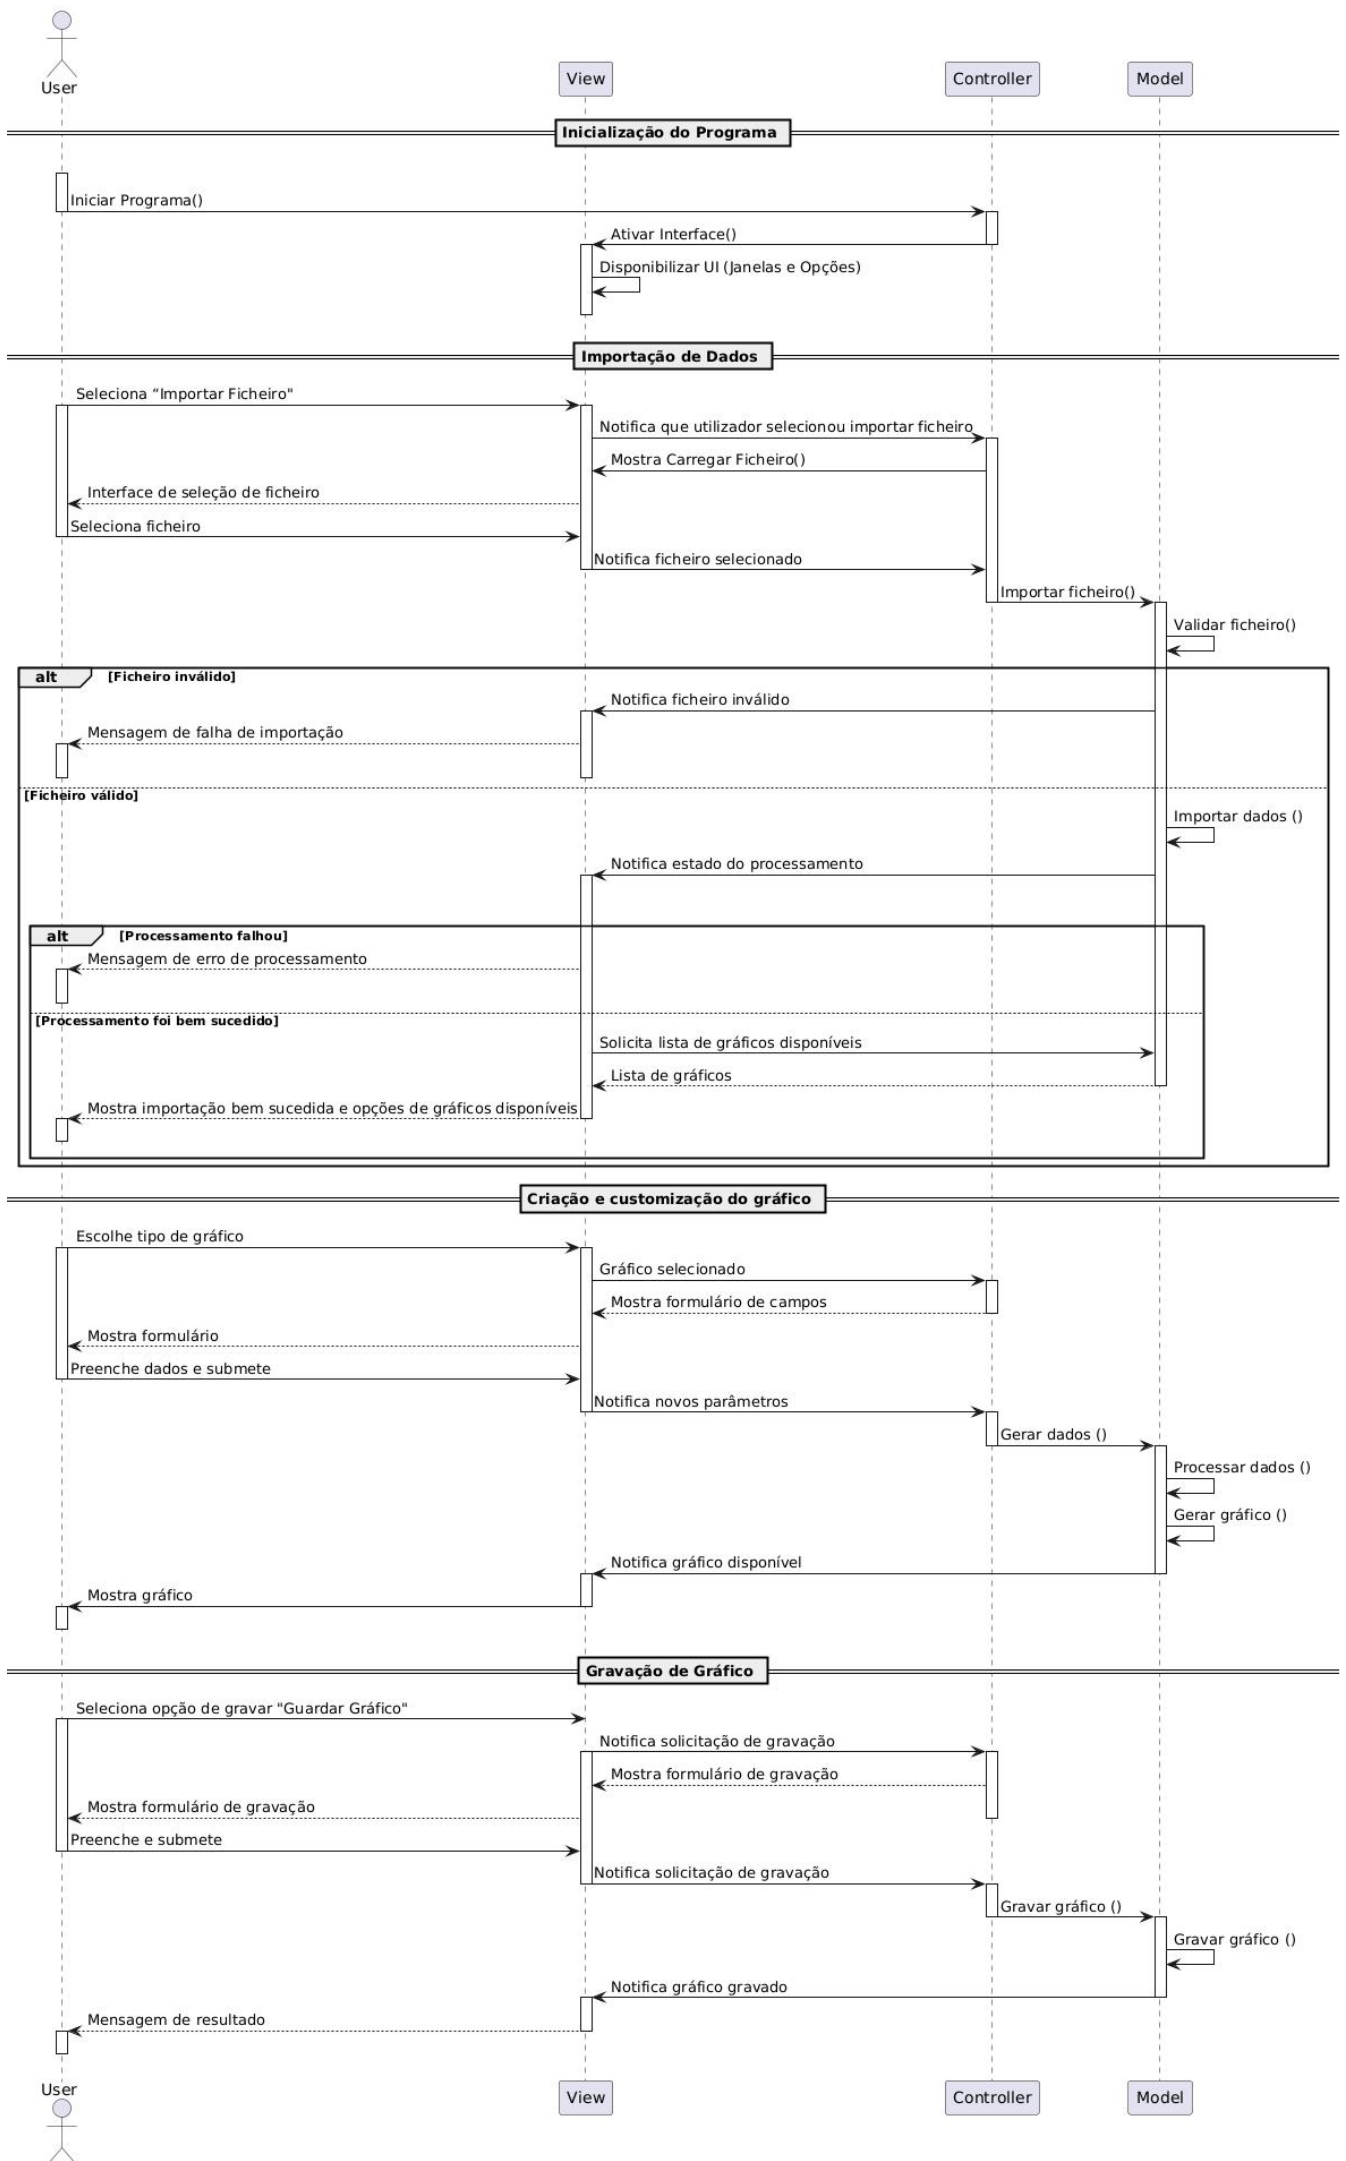 User
View
Controller
Model
Inicialização do Programa
Iniciar Programa()
Ativar Interface()
Disponibilizar UI (Janelas e Opções)
Importação de Dados
Seleciona “Importar Ficheiro"
Notifica que utilizador selecionou importar ficheiro
Mostra Carregar Ficheiro()
Interface de seleção de ficheiro
Seleciona ficheiro
Notifica ficheiro selecionado
Importar ficheiro()
Validar ficheiro()
alt
[Ficheiro inválido]
Notifica ficheiro inválido
Mensagem de falha de importação
[Ficheiro válido]
Importar dados ()
Notifica estado do processamento
alt
[Processamento falhou]
Mensagem de erro de processamento
[Processamento foi bem sucedido]
Solicita lista de gráficos disponíveis
Lista de gráficos
Mostra importação bem sucedida e opções de gráficos disponíveis
Criação e customização do gráfico
Escolhe tipo de gráfico
Gráfico selecionado
Mostra formulário de campos
Mostra formulário
Preenche dados e submete
Notifica novos parâmetros
Gerar dados ()
Processar dados ()
Gerar gráfico ()
Notifica gráfico disponível
Mostra gráfico
Gravação de Gráfico
Seleciona opção de gravar "Guardar Gráfico"
Notifica solicitação de gravação
Mostra formulário de gravação
Mostra formulário de gravação
Preenche e submete
Notifica solicitação de gravação
Gravar gráfico ()
Gravar gráfico ()
Notifica gráfico gravado
Mensagem de resultado
User
View
Controller
Model